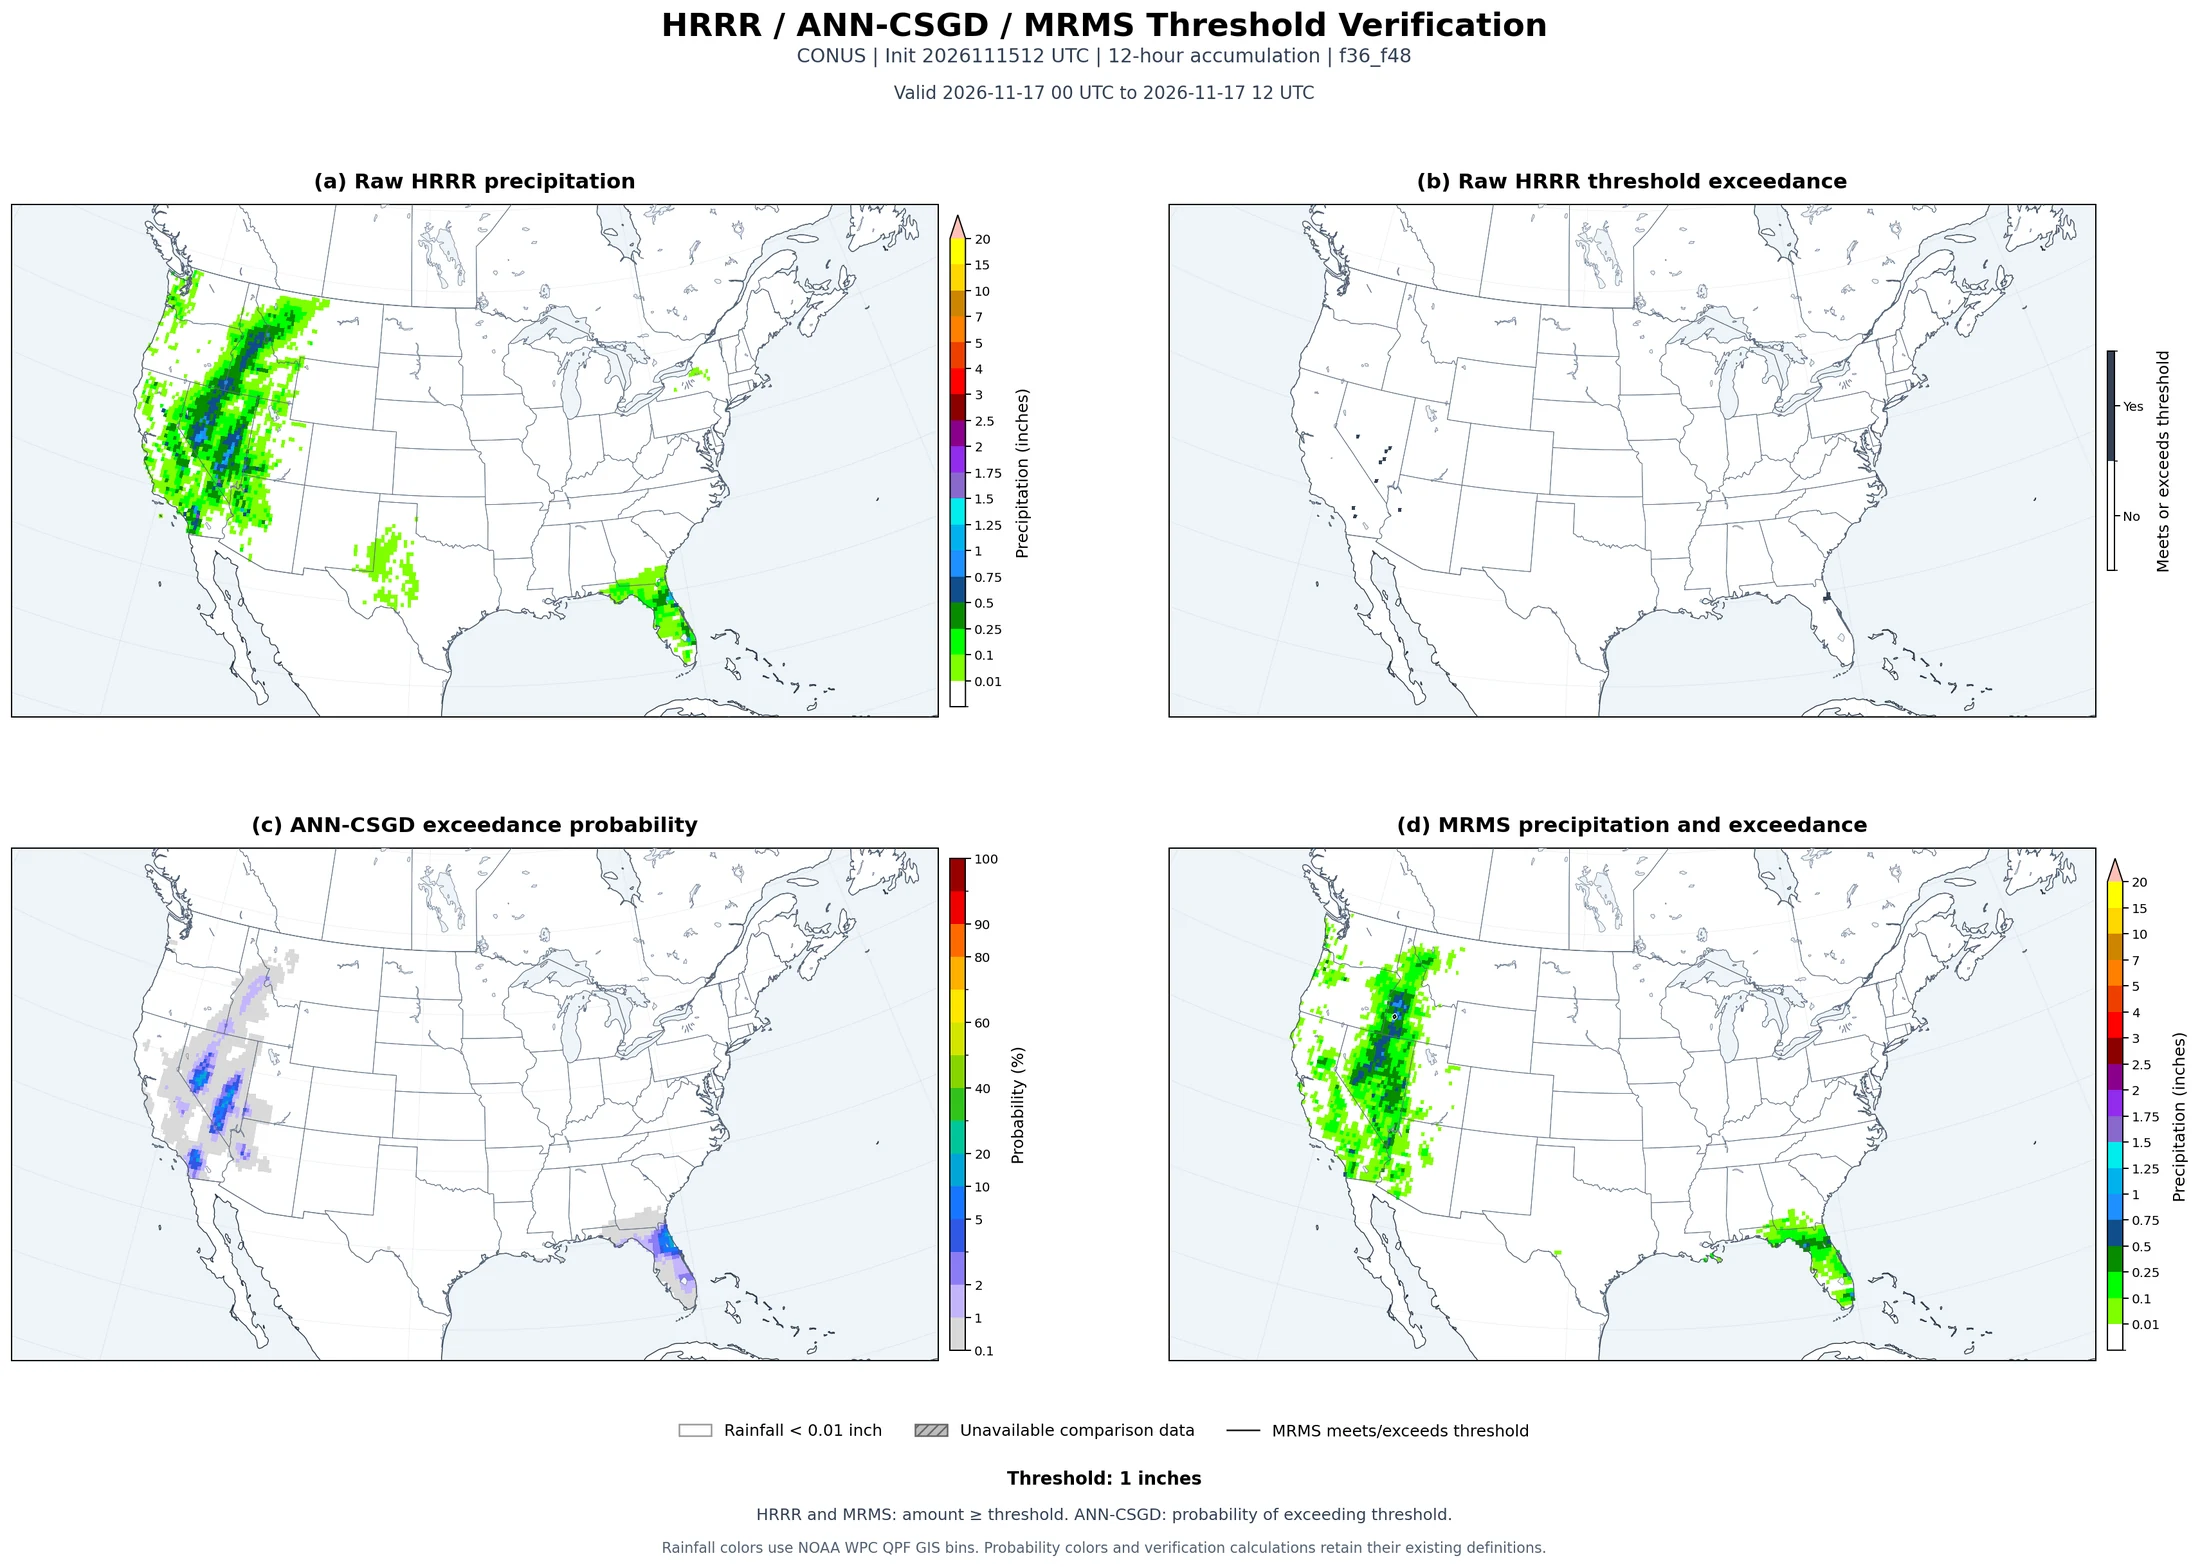 HRRR / ANN-CSGD / MRMS Threshold Verification
CONUS | Init 2026111512 UTC | 12-hour accumulation | f36_f48
Valid 2026-11-17 00 UTC to 2026-11-17 12 UTC
(a) Raw HRRR precipitation
20
15
10
7
5
4
3
2.5
2
1.75
1.5
1.25
1
0.75
0.5
0.25
0.1
0.01
Precipitation (inches)
(b) Raw HRRR threshold exceedance
Yes
No
Meets or exceeds threshold
(c) ANN-CSGD exceedance probability
100
90
80
60
40
20
10
5
2
1
0.1
Probability (%)
(d) MRMS precipitation and exceedance
20
15
10
7
5
4
3
2.5
2
1.75
1.5
1.25
1
0.75
0.5
0.25
0.1
0.01
Precipitation (inches)
Rainfall < 0.01 inch
Unavailable comparison data
MRMS meets/exceeds threshold
Threshold: 1 inches
HRRR and MRMS: amount ≥ threshold. ANN-CSGD: probability of exceeding threshold.
Rainfall colors use NOAA WPC QPF GIS bins. Probability colors and verification calculations retain their existing definitions.